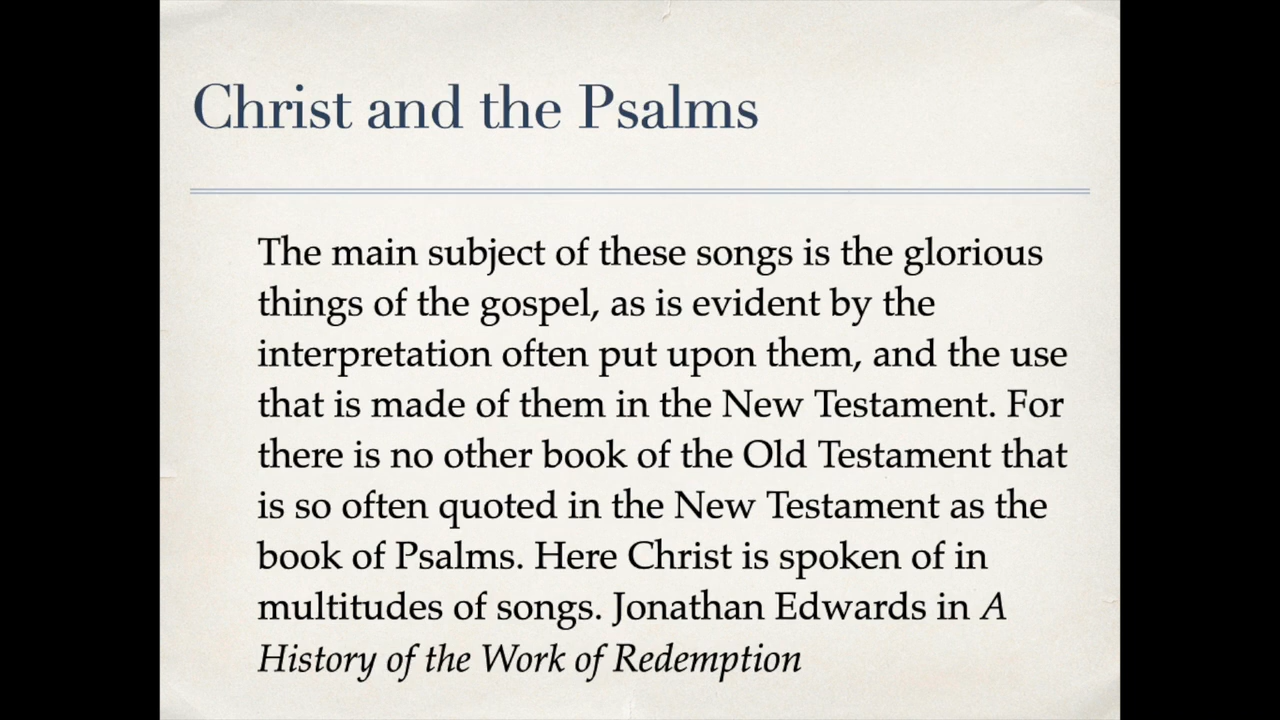 Christ and the Psalms
The main subject of these songs is the glorious
things of the gospel, as is evident by the
interpretation often put upon them, and the use
that is made of them in the New Testament. For
there is no other book of the Old Testament that
is so often quoted in the New Testament as the
book of Psalms. Here Christ is spoken of in
multitudes of songs. Jonathan Edwards in A
History of the Work of Redemption